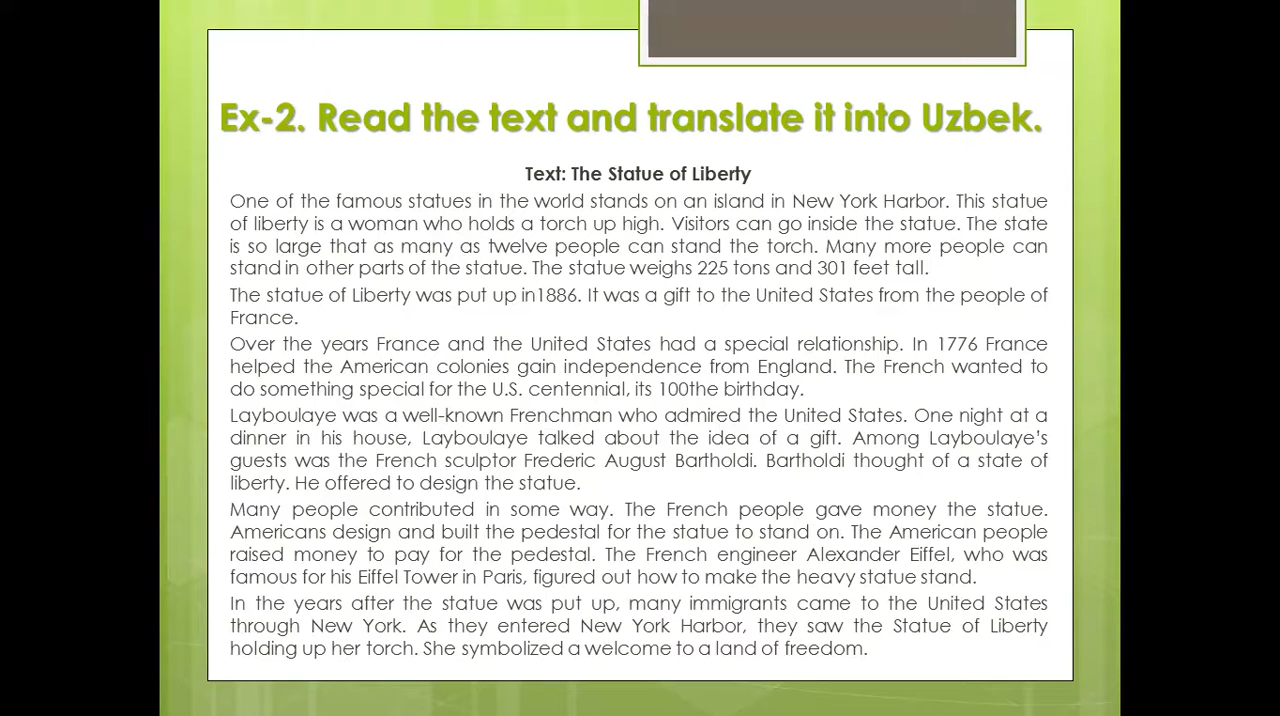 Ex-2. Read the text and translate it into Uzbek.
Text: The Statue of Liberty
One of the famous statues in the world stands on an island in New York Harbor. This statue
of liberty is a woman who holds a torch up high. Visitors can go inside the statue. The state
is so large that as many as twelve people can stand the torch. Many more people can
stand in other parts of the statue. The statue weighs 225 tons and 301 feet tall.
The statue of Liberty was put up in1886. It was a gift to the United States from the people of
France.
Over the years France and the United States had a special relationship. In 1776 France
helped the American colonies gain independence from England. The French wanted to
do something special for the U.S. centennial, its 100the birthday.
Layboulaye was a well-known Frenchman who admired the United States. One night at a
dinner in his house, Layboulaye talked about the idea of a gift. Among Layboulaye's
guests was the French sculptor Frederic August Bartholdi. Bartholdi thought of a state of
liberty. He offered to design the statue.
Many people contributed in some way. The French people gave money the statue.
Americans design and built the pedestal for the statue to stand on. The American people
raised money to pay for the pedestal. The French engineer Alexander Eiffel, who was
famous for his Eiffel Tower in Paris, figured out how to make the heavy statue stand.
In the years after the statue was put up, many immigrants came to the United States
through New York. As they entered New York Harbor, they saw the Statue of Liberty
holding up her torch. She symbolized a welcome to a land of freedom.